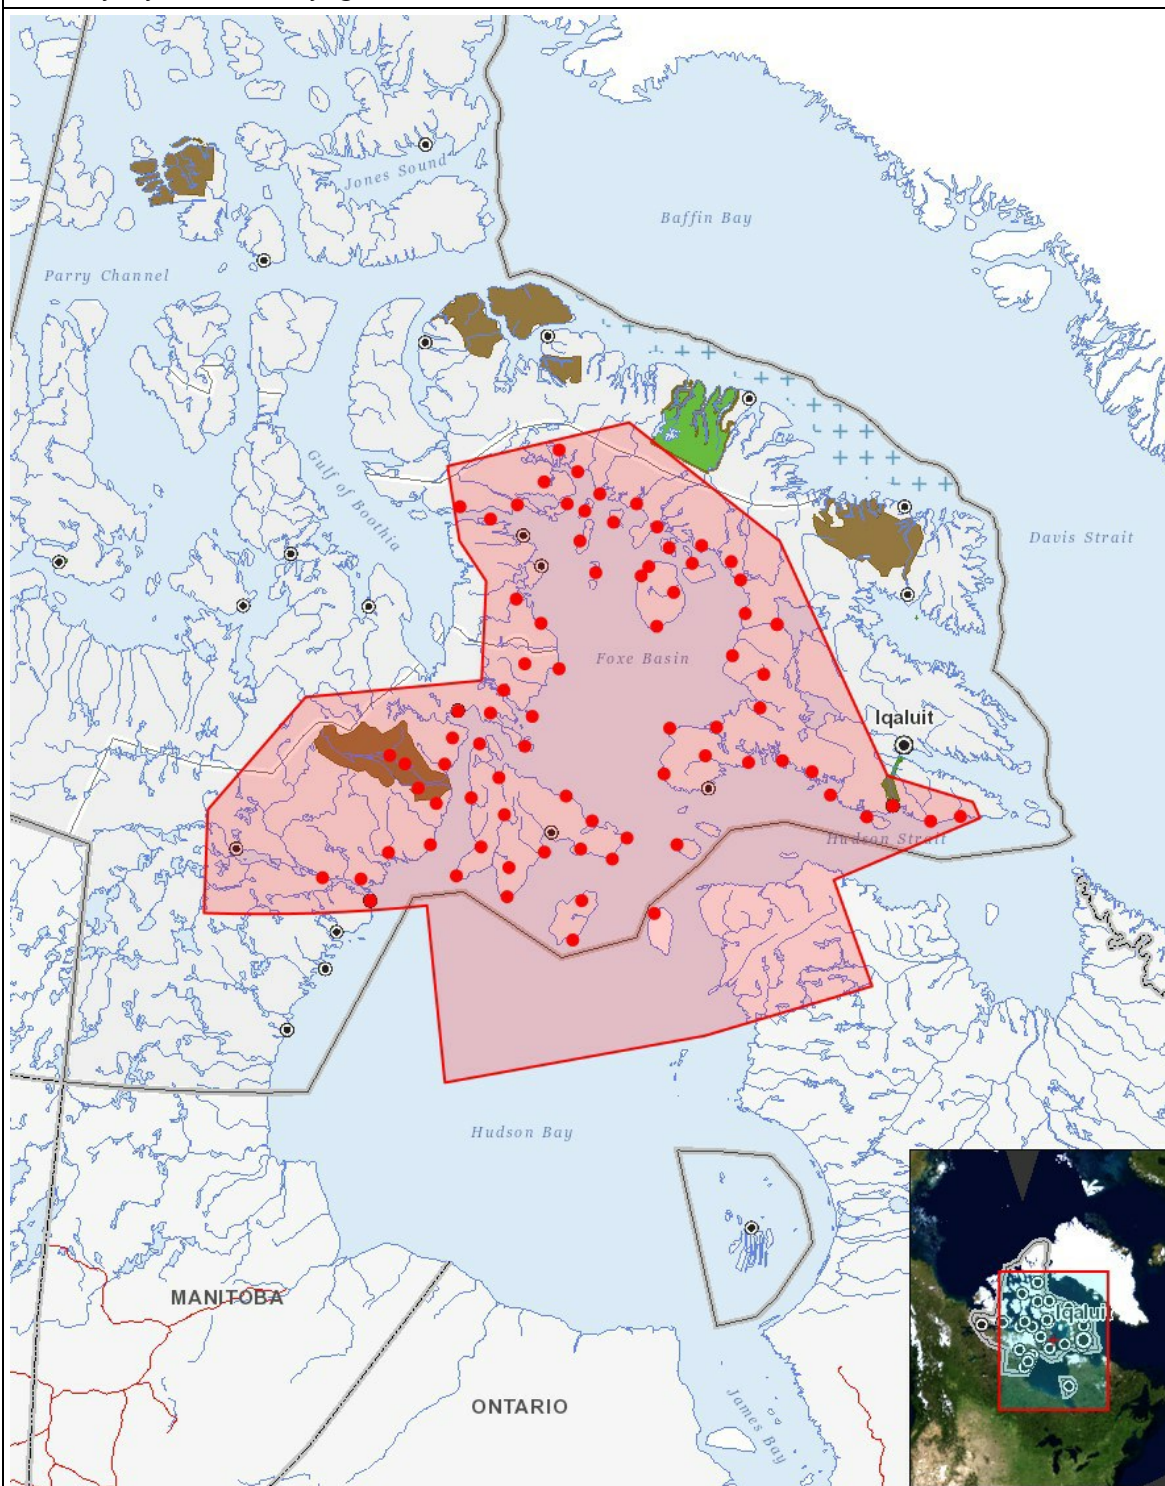 Jones Sound
Baffin Bay
Parry Channel
Gulf of Boothia
Davis Strait
Foxe Basin
Iqaluit
Hudson Strait
Hudson Bay
Iqaluit
MANITOBA
ONTARIO
James Bay